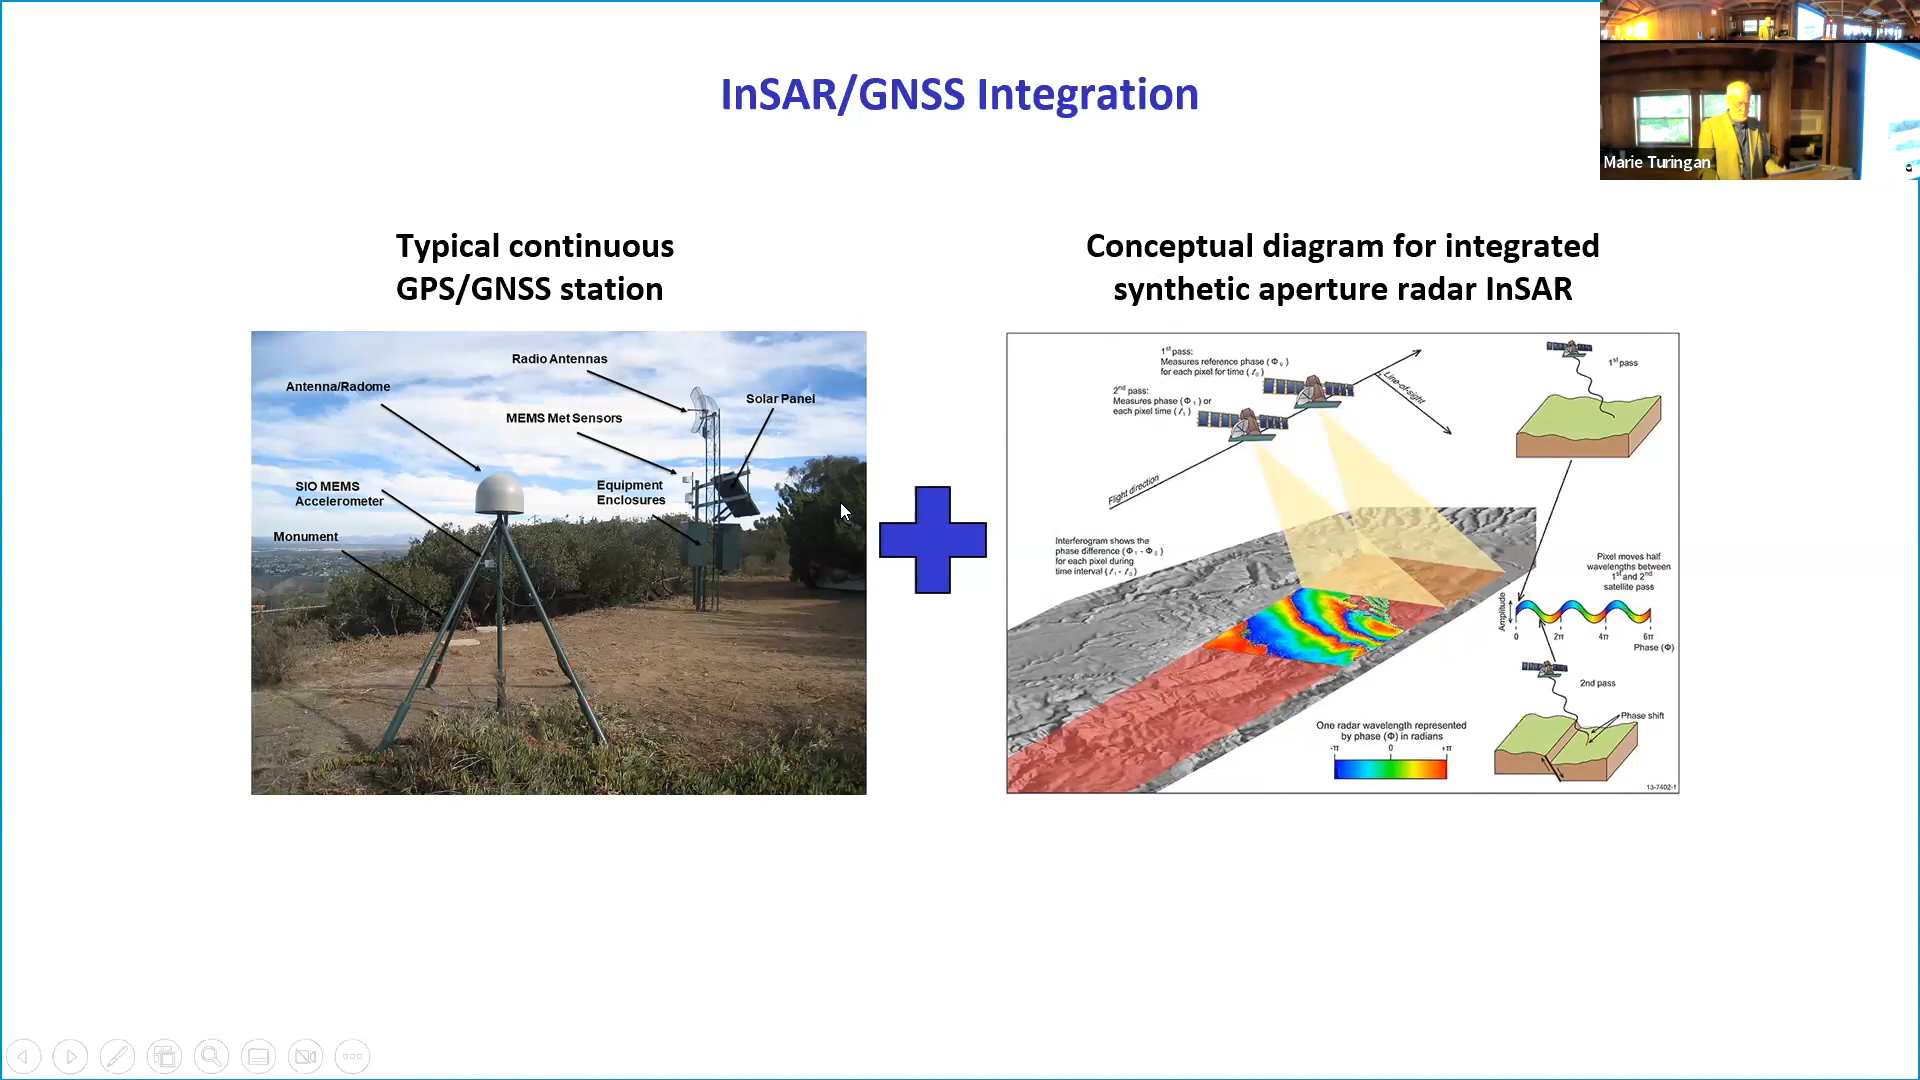 InSAR/GNSS Integration
Marie Turingan
Typical continuous
GPS/GNSS station
Conceptual diagram for integrated
synthetic aperture radar InSAR
Radio Antennas
Antenna/Radome
Solar Panel
MEMS Met Sensors
SIO MEMS
Accelerometer
Equipment
Enclosures
Monument
1st pass:
Measures reference phase (Φ0)
for each pixel for time (t0)
2nd pass:
Measures phase (Φ1) or
each pixel time (t1)
Line-of-sight
Flight direction
1st pass
Interferogram shows the
phase difference (Φ1 - Φ0)
for each pixel during
time interval (t1 - t0)
Pixel moves half
wavelengths between
1st and 2nd
satellite pass
Amplitude
0 2π 4π 6π
Phase (Φ)
2nd pass
Phase shift
One radar wavelength represented
by phase (Φ) in radians
-π 0 +π
13-7402-1